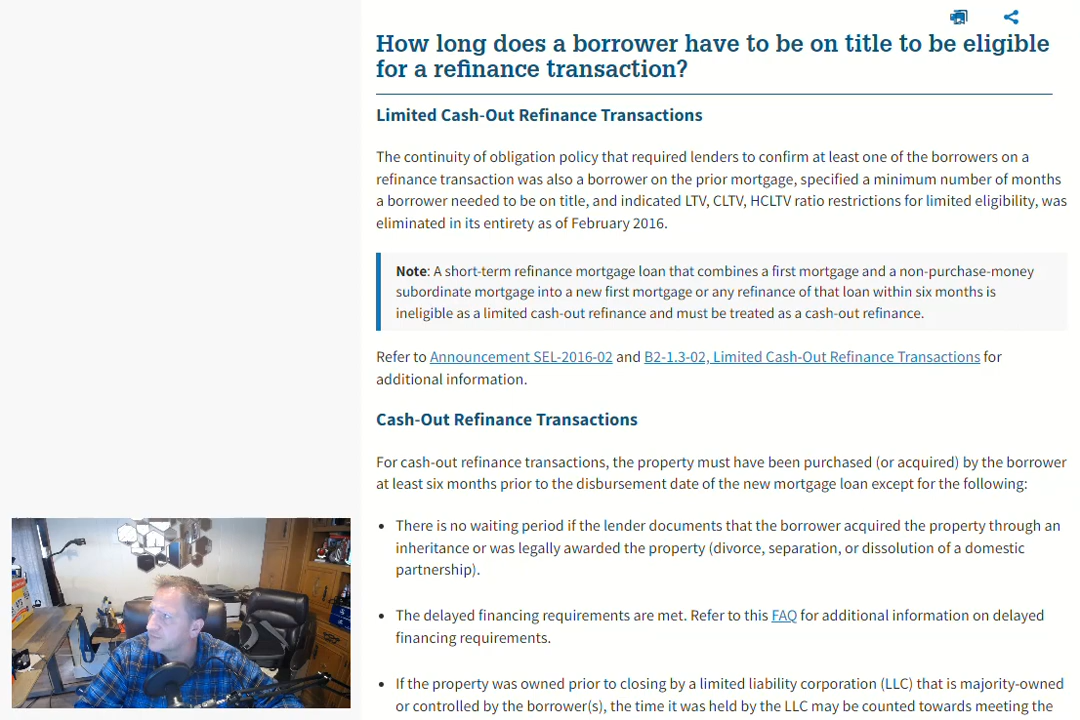 How long does a borrower have to be on title to be eligible
for a refinance transaction?
Limited Cash-Out Refinance Transactions
The continuity of obligation policy that required lenders to confirm at least one of the borrowers on a
refinance transaction was also a borrower on the prior mortgage, specified a minimum number of months
a borrower needed to be on title, and indicated LTV, CLTV, HCLTV ratio restrictions for limited eligibility, was
eliminated in its entirety as of February 2016.
Note: A short-term refinance mortgage loan that combines a first mortgage and a non-purchase-money
subordinate mortgage into a new first mortgage or any refinance of that loan within six months is
ineligible as a limited cash-out refinance and must be treated as a cash-out refinance.
Refer to Announcement SEL-2016-02 and B2-1.3-02, Limited Cash-Out Refinance Transactions for
additional information.
Cash-Out Refinance Transactions
For cash-out refinance transactions, the property must have been purchased (or acquired) by the borrower
at least six months prior to the disbursement date of the new mortgage loan except for the following:
• There is no waiting period if the lender documents that the borrower acquired the property through an
inheritance or was legally awarded the property (divorce, separation, or dissolution of a domestic
partnership).
• The delayed financing requirements are met. Refer to this FAQ for additional information on delayed
financing requirements.
• If the property was owned prior to closing by a limited liability corporation (LLC) that is majority-owned
or controlled by the borrower(s), the time it was held by the LLC may be counted towards meeting the